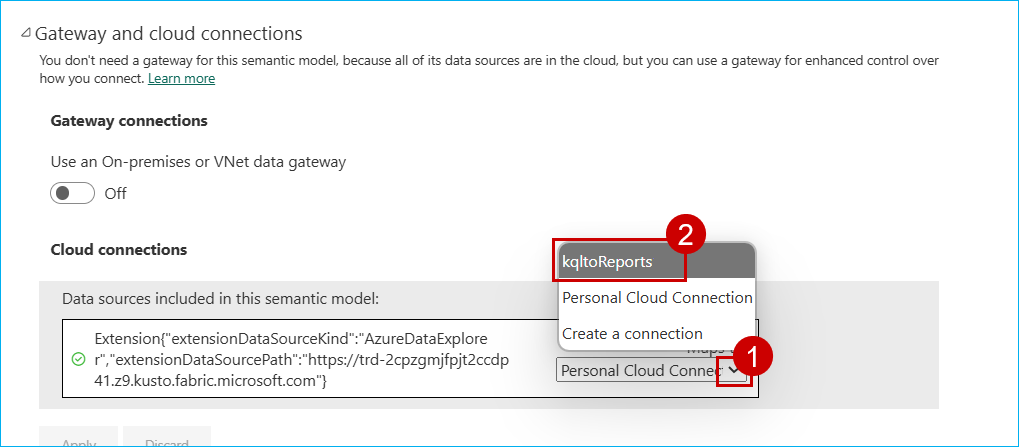 Gateway and cloud connections
You don't need a gateway for this semantic model, because all of its data sources are in the cloud, but you can use a gateway for enhanced control over
how you connect. Learn more
Gateway connections
Use an On-premises or VNet data gateway
Off
Cloud connections
2
kqltoReports
Data sources included in this semantic model:
Personal Cloud Connection
Create a connection
Extension{"extensionDataSourceKind":"AzureDataExplore
r","extensionDataSourcePath":"https://trd-2cpzgmjfpjt2ccdp
41.z9.kusto.fabric.microsoft.com"}
Maps
1
Personal Cloud Connec
Apply
Discard